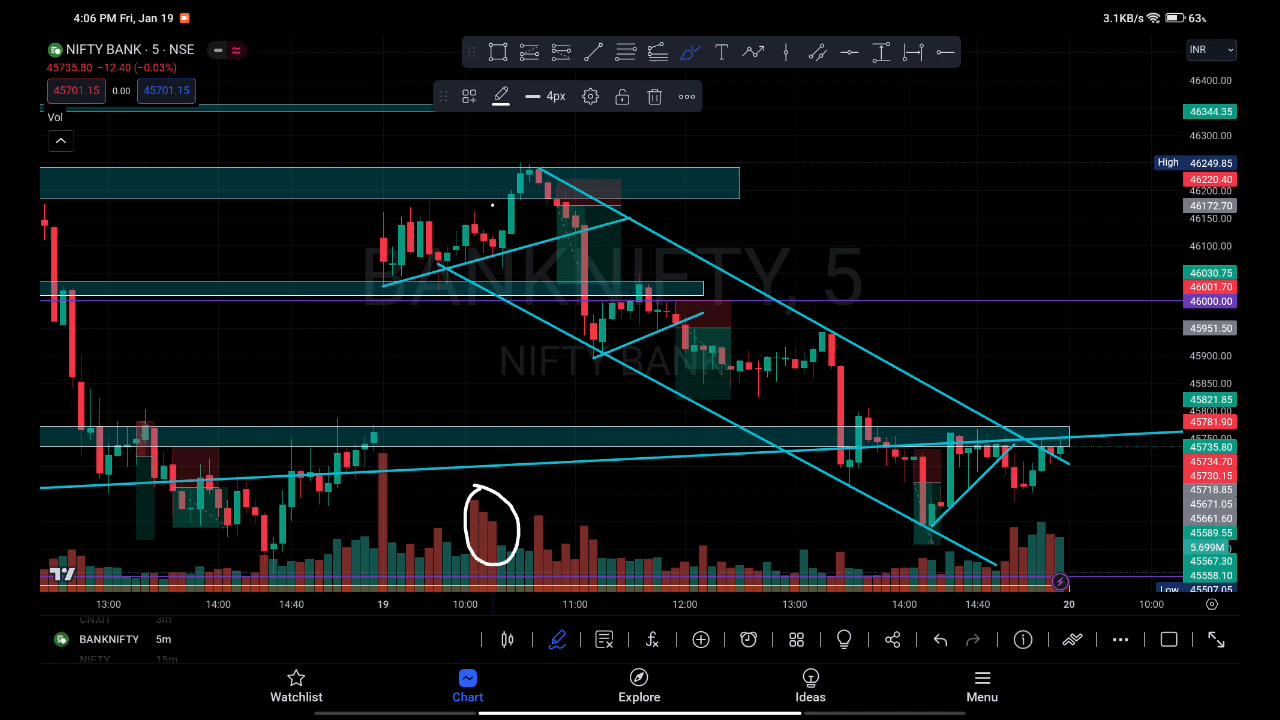 4:06 PM Fri, Jan 19
3.1KB/s 63%
NIFTY BANK · 5 · NSE
INR
45735.80 −12.40 (−0.03%)
45701.15 0.00 45701.15
4px
Vol
46400.00
46344.35
46300.00
High 46249.85
46220.40
46200.00
46172.70
46150.00
46100.00
46030.75
46001.70
46000.00
45951.50
45900.00
45850.00
45821.85
45800.00
45781.90
45750.00
45735.80
45734.70
45730.15
45718.85
45671.05
45661.60
45589.55
5.699M
45567.30
45558.10
Low 45507.05
BANKNIFTY, 5
NIFTY BANK
13:00 14:00 14:40 19 10:00 11:00 12:00 13:00 14:00 14:40 20 10:00
CNXIT 3m
BANKNIFTY 5m
NIFTY 15m
Watchlist Chart Explore Ideas Menu